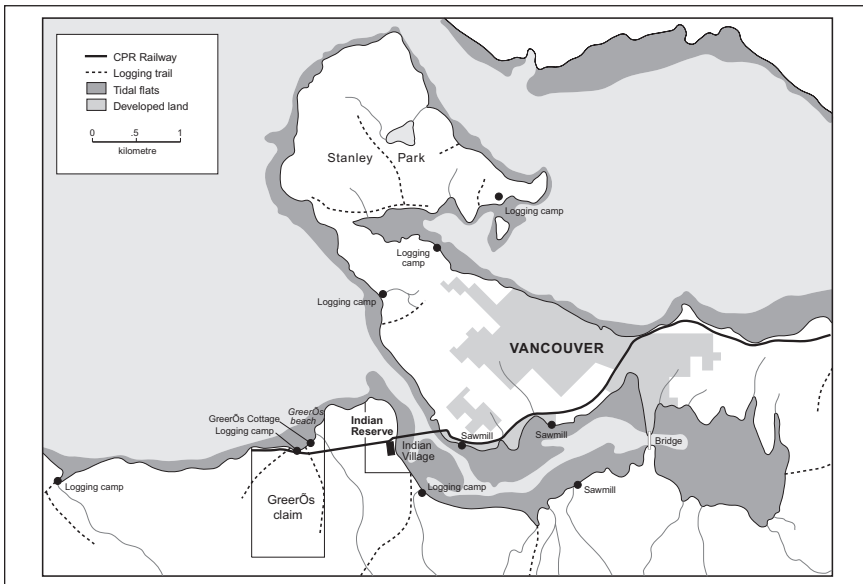 CPR Railway
Logging trail
Tidal flats
Developed land
0 .5 1
kilometre
Stanley Park
Logging camp
Logging
camp
Logging camp
VANCOUVER
GreerÕs Cottage
Logging camp
GreerÕs
beach
Indian
Reserve
Indian
Village
Sawmill
Sawmill
Bridge
Logging camp
GreerÕs
claim
Logging camp
Sawmill